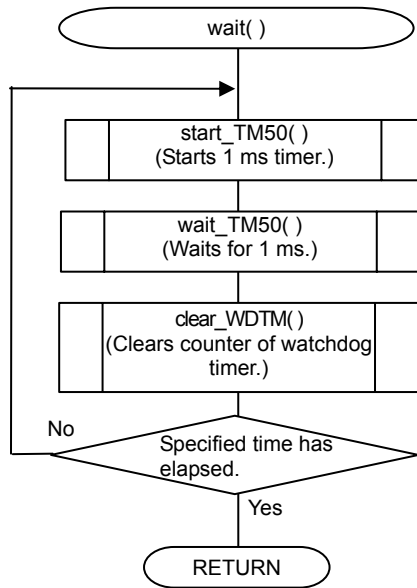 wait( )
start_TM50( )
(Starts 1 ms timer.)
wait_TM50( )
(Waits for 1 ms.)
clear_WDTM( )
(Clears counter of watchdog
timer.)
No
Specified time has
elapsed.
Yes
RETURN